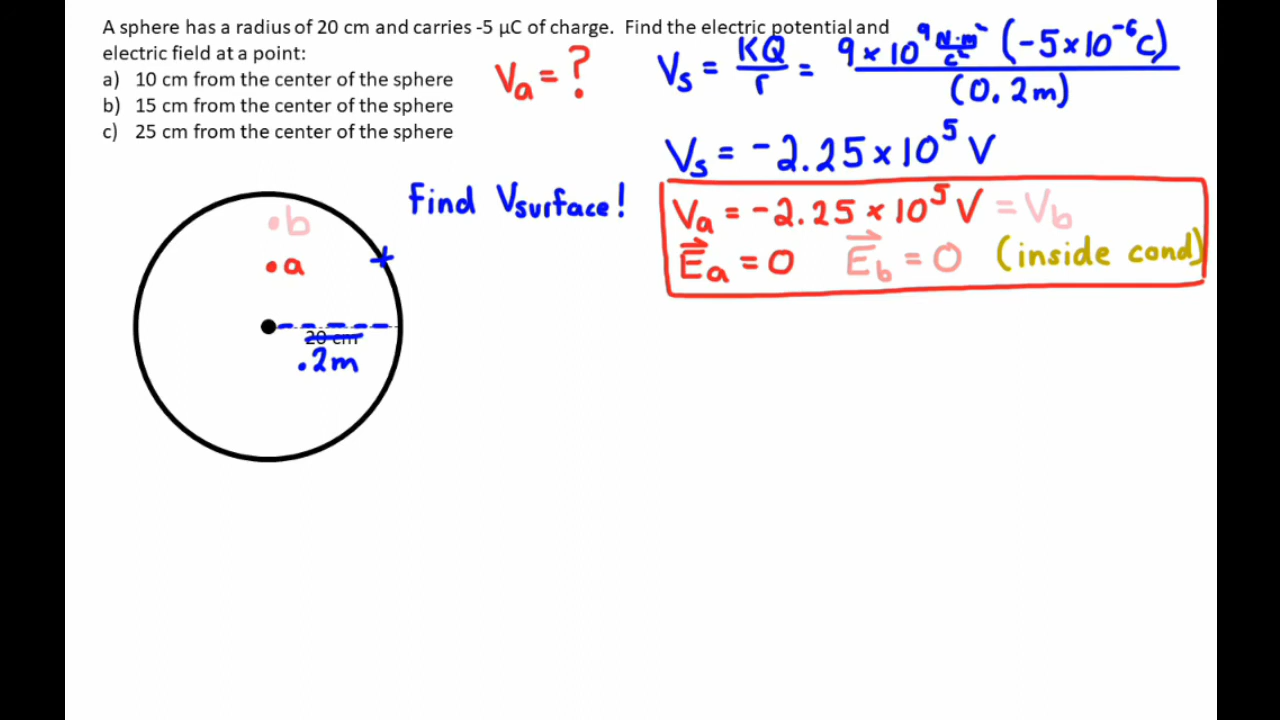 A sphere has a radius of 20 cm and carries -5 µC of charge. Find the electric potential and
electric field at a point:
a) 10 cm from the center of the sphere
b) 15 cm from the center of the sphere
c) 25 cm from the center of the sphere
Va = ?
Vs = KQ/r = 9×10⁹ N·m²/C² (-5×10⁻⁶C)/(0.2m)
Vs = -2.25×10⁵ V
Find Vsurface!
Va = -2.25×10⁵ V = Vb
E⃗a = 0 E⃗b = 0 (inside cond)
b
a
20 cm
.2m